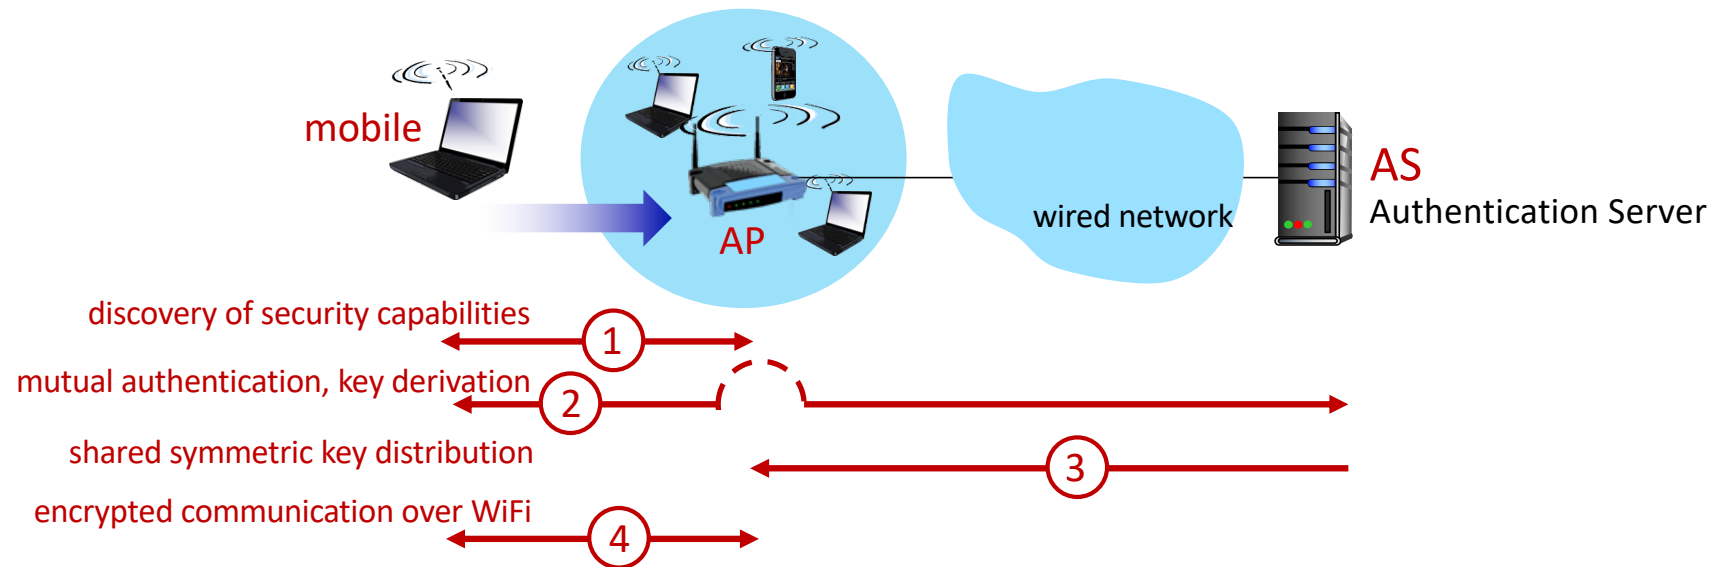 mobile
AP
wired network
AS
Authentication Server
discovery of security capabilities
1
mutual authentication, key derivation
2
shared symmetric key distribution
3
encrypted communication over WiFi
4